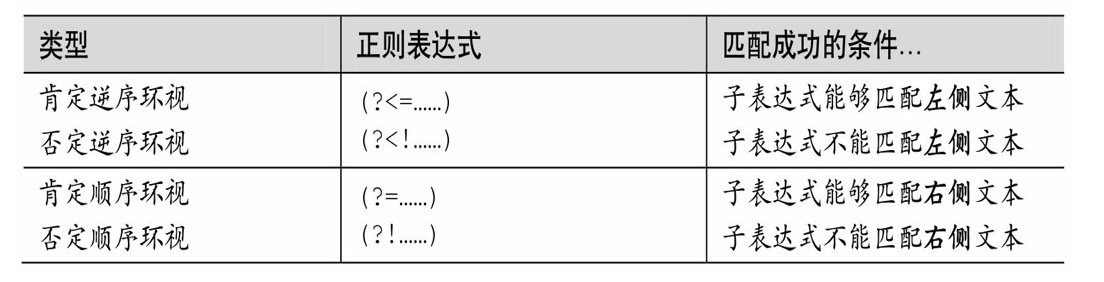 类型 正则表达式 匹配成功的条件…
肯定逆序环视 (?<=……) 子表达式能够匹配左侧文本
否定逆序环视 (?<!……) 子表达式不能匹配左侧文本
肯定顺序环视 (?=……) 子表达式能够匹配右侧文本
否定顺序环视 (?!……) 子表达式不能匹配右侧文本